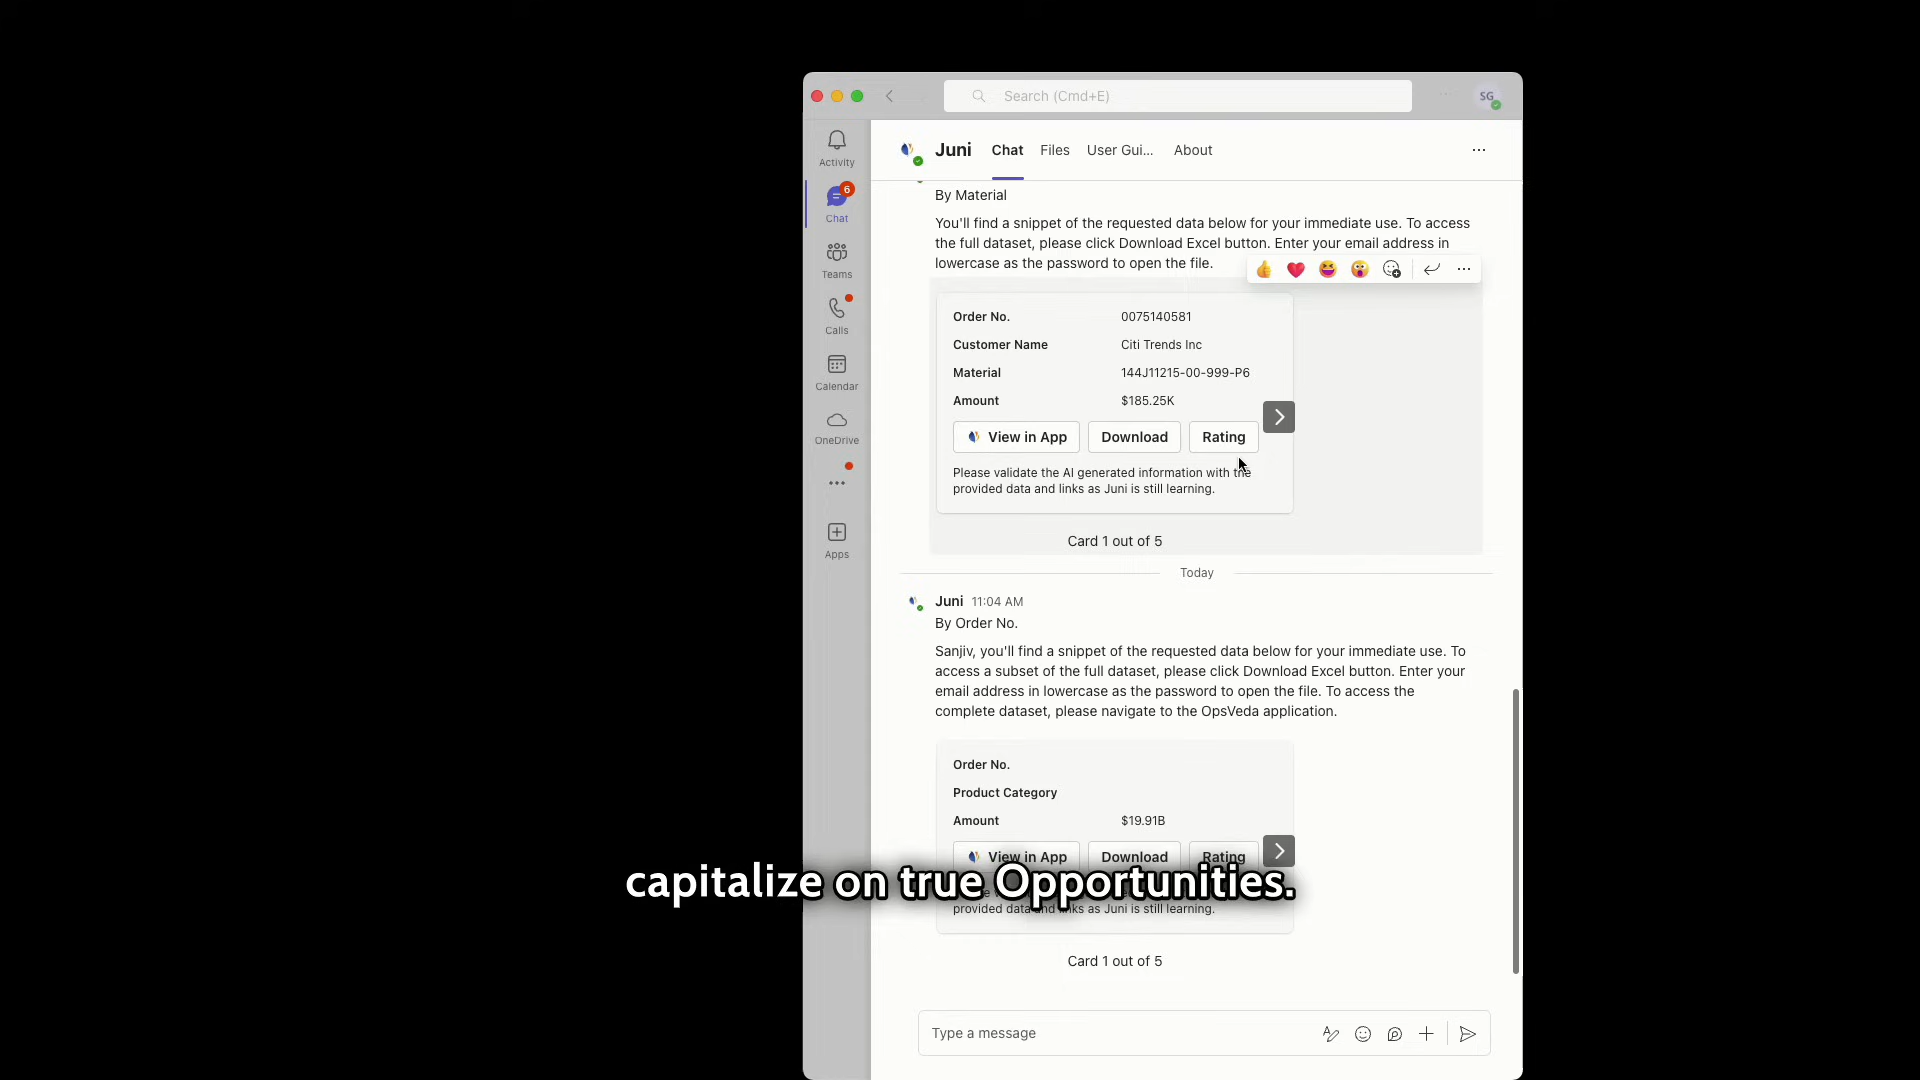 Search (Cmd+E)
SG
Activity
6
Chat
Teams
Calls
Calendar
OneDrive
Apps
Juni Chat Files User Gui... About
By Material
You'll find a snippet of the requested data below for your immediate use. To access
the full dataset, please click Download Excel button. Enter your email address in
lowercase as the password to open the file.
Order No. 0075140581
Customer Name Citi Trends Inc
Material 144J11215-00-999-P6
Amount $185.25K
View in App Download Rating
Please validate the AI generated information with the
provided data and links as Juni is still learning.
Card 1 out of 5
Today
Juni 11:04 AM
By Order No.
Sanjiv, you'll find a snippet of the requested data below for your immediate use. To
access a subset of the full dataset, please click Download Excel button. Enter your
email address in lowercase as the password to open the file. To access the
complete dataset, please navigate to the OpsVeda application.
Order No.
Product Category
Amount $19.91B
View in App Download Rating
capitalize on true Opportunities.
provided data and links as Juni is still learning.
Card 1 out of 5
Type a message